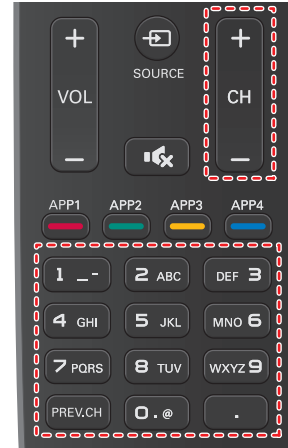 + +
SOURCE
VOL CH
— —
APP1 APP2 APP3 APP4
1 _- 2 ABC DEF 3
4 GHI 5 JKL MNO 6
7 PQRS 8 TUV WXYZ 9
PREV.CH 0.@ .